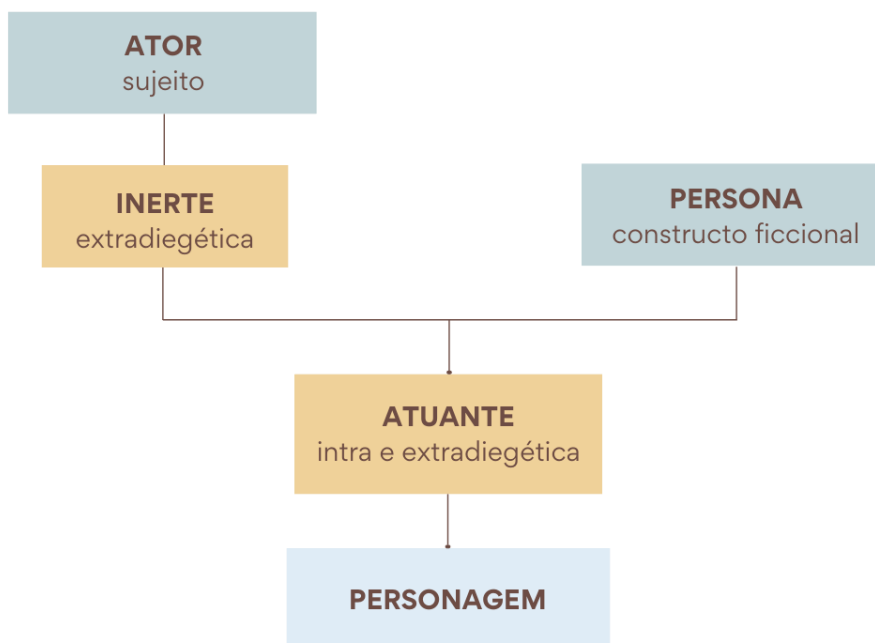 ATOR
sujeito
INERTE
extradiegética
PERSONA
constructo ficcional
ATUANTE
intra e extradiegética
PERSONAGEM